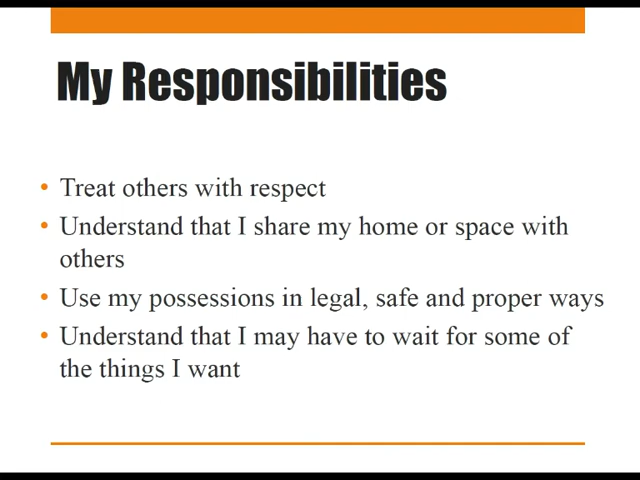 My Responsibilities
• Treat others with respect
• Understand that I share my home or space with
others
• Use my possessions in legal, safe and proper ways
• Understand that I may have to wait for some of
the things I want